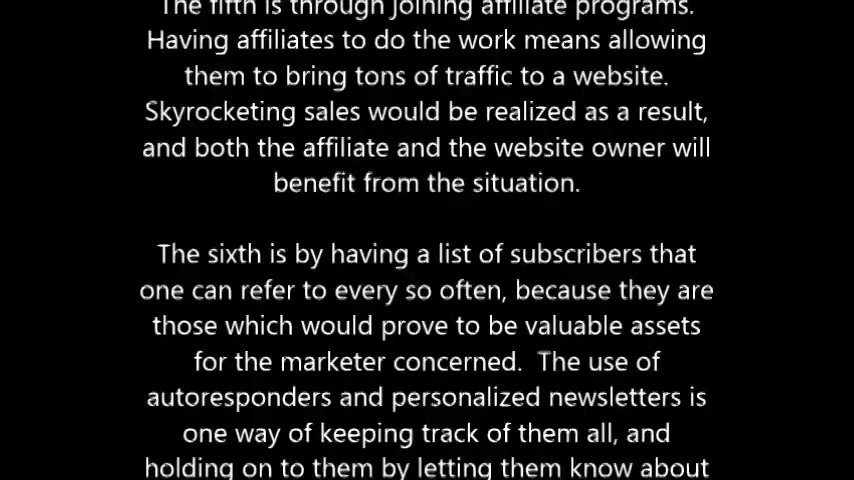 The fifth is through joining affiliate programs.
Having affiliates to do the work means allowing
them to bring tons of traffic to a website.
Skyrocketing sales would be realized as a result,
and both the affiliate and the website owner will
benefit from the situation.
The sixth is by having a list of subscribers that
one can refer to every so often, because they are
those which would prove to be valuable assets
for the marketer concerned.  The use of
autoresponders and personalized newsletters is
one way of keeping track of them all, and
holding on to them by letting them know about